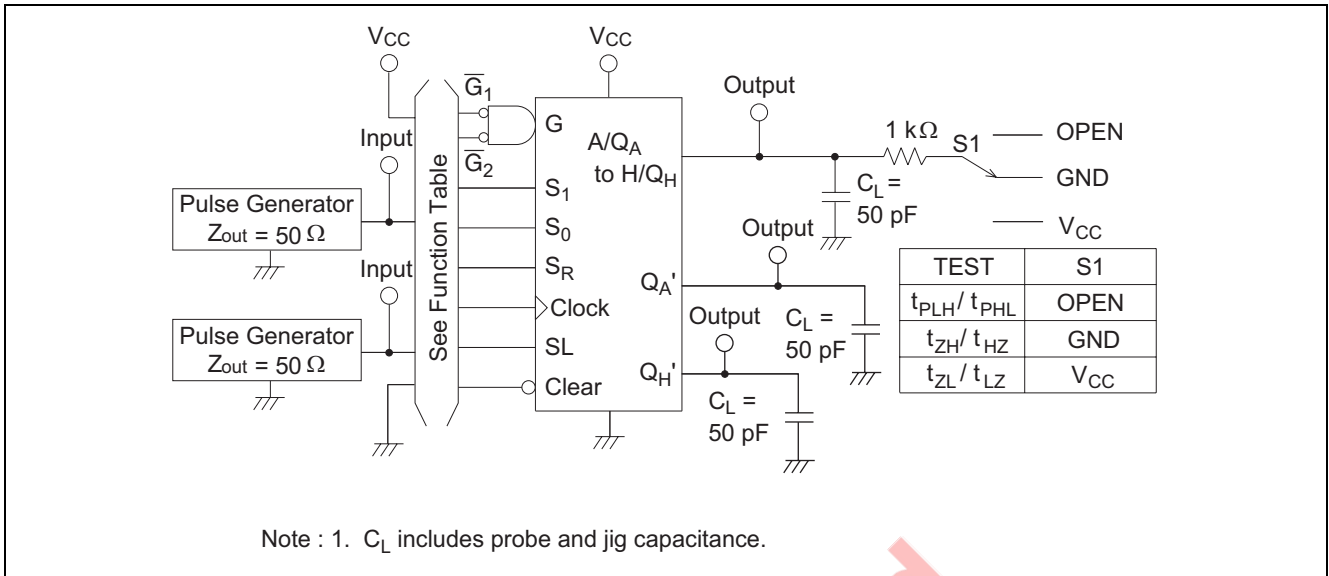 VCC
VCC
Output
G̅1
Input
G
A/QA
to H/QH
1 kΩ
S1
OPEN
GND
VCC
G̅2
CL =
50 pF
Pulse Generator
Zout = 50 Ω
See Function Table
S1
S0
SR
Clock
SL
Clear
Input
Pulse Generator
Zout = 50 Ω
Output
QA'
CL =
50 pF
Output
QH'
CL =
50 pF
TEST S1
tPLH / tPHL OPEN
tZH / tHZ GND
tZL / tLZ VCC
Note : 1. CL includes probe and jig capacitance.